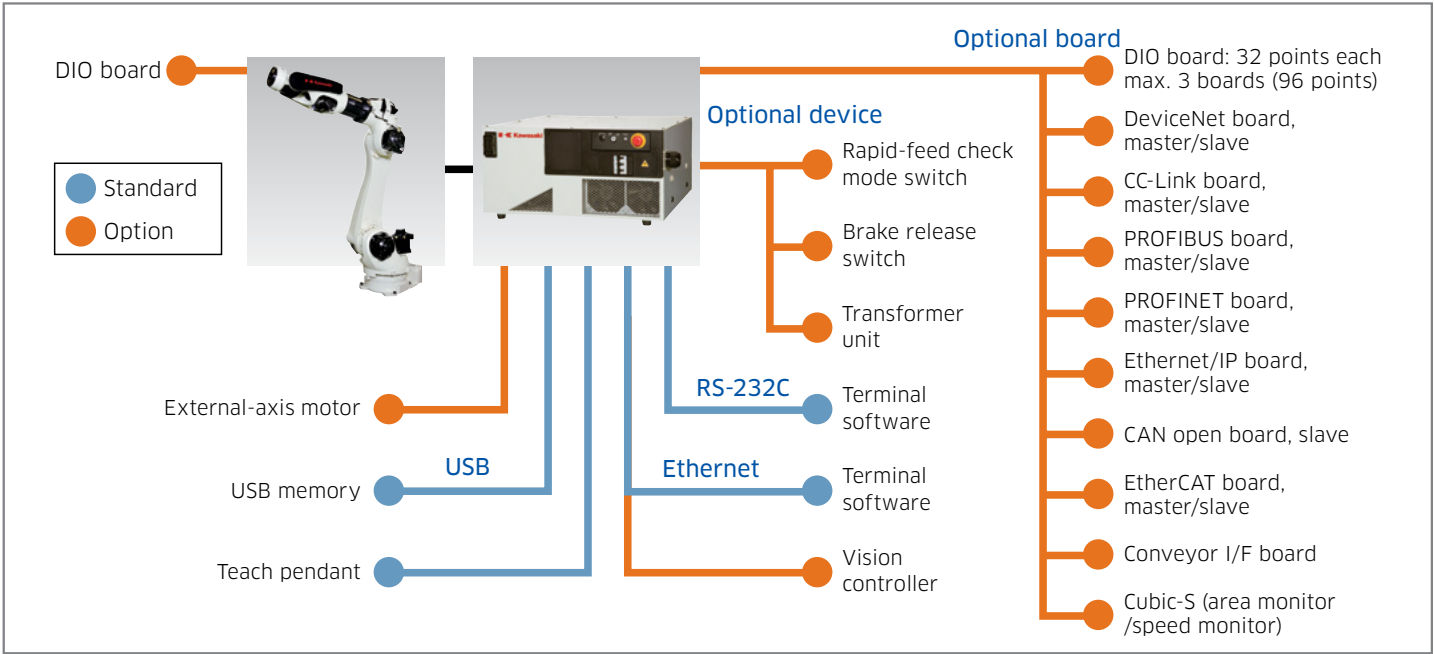 DIO board
Standard
Option
Kawasaki
Optional board
Optional device
Rapid-feed check
mode switch
Brake release
switch
Transformer
unit
RS-232C
Terminal
software
Ethernet
Terminal
software
Vision
controller
External-axis motor
USB
USB memory
Teach pendant
DIO board: 32 points each
max. 3 boards (96 points)
DeviceNet board,
master/slave
CC-Link board,
master/slave
PROFIBUS board,
master/slave
PROFINET board,
master/slave
Ethernet/IP board,
master/slave
CAN open board, slave
EtherCAT board,
master/slave
Conveyor I/F board
Cubic-S (area monitor
/speed monitor)